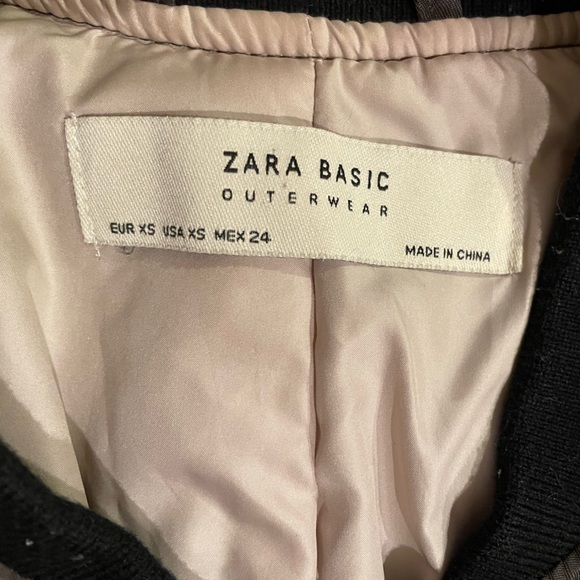 ZARA BASIC
OUTERWEAR
EUR XS USA XS MEX 24
MADE IN CHINA